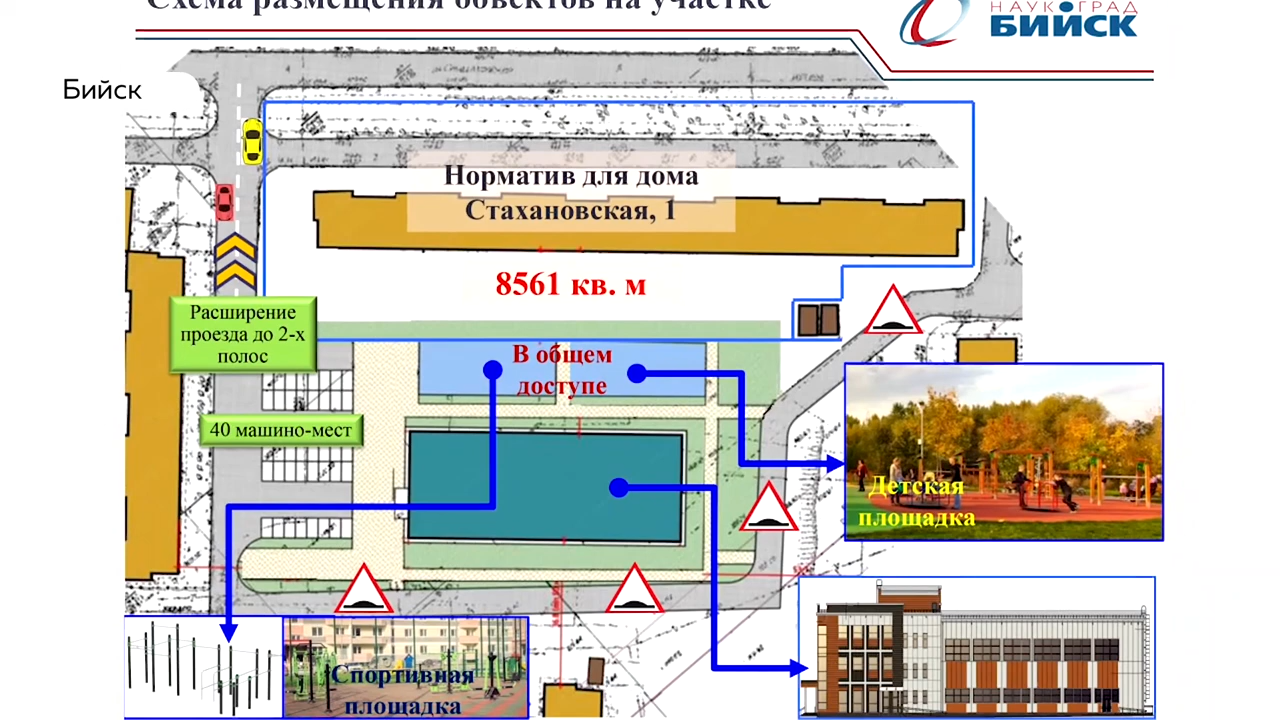 Схема размещения объектов на участке
НАУКОГРАД
БИЙСК
Бийск
Норматив для дома
Стахановская, 1
8561 кв. м
Расширение
проезда до 2-х
полос
В общем
доступе
40 машино-мест
Детская
площадка
Спортивная
площадка